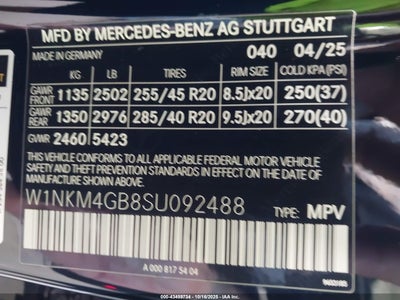 MFD BY MERCEDES-BENZ AG STUTTGART
MADE IN GERMANY 040 04/25
KG LB TIRES RIM SIZE COLD KPA(PSI)
GAWR FRONT 1135 2502 255/45 R20 8.5Jx20 250(37)
GAWR REAR 1350 2976 285/40 R20 9.5Jx20 270(40)
GVWR 2460 5423
THIS VEHICLE CONFORMS TO ALL APPLICABLE FEDERAL MOTOR VEHICLE
SAFETY AND THEFT PREVENTION STANDARDS IN EFFECT ON THE DATE OF
MANUFACTURE SHOWN ABOVE.
W1NKM4GB8SU092488 TYPE: MPV
A 000 817 54 04
000-43498734 - 10/18/2025 - IAA Inc.